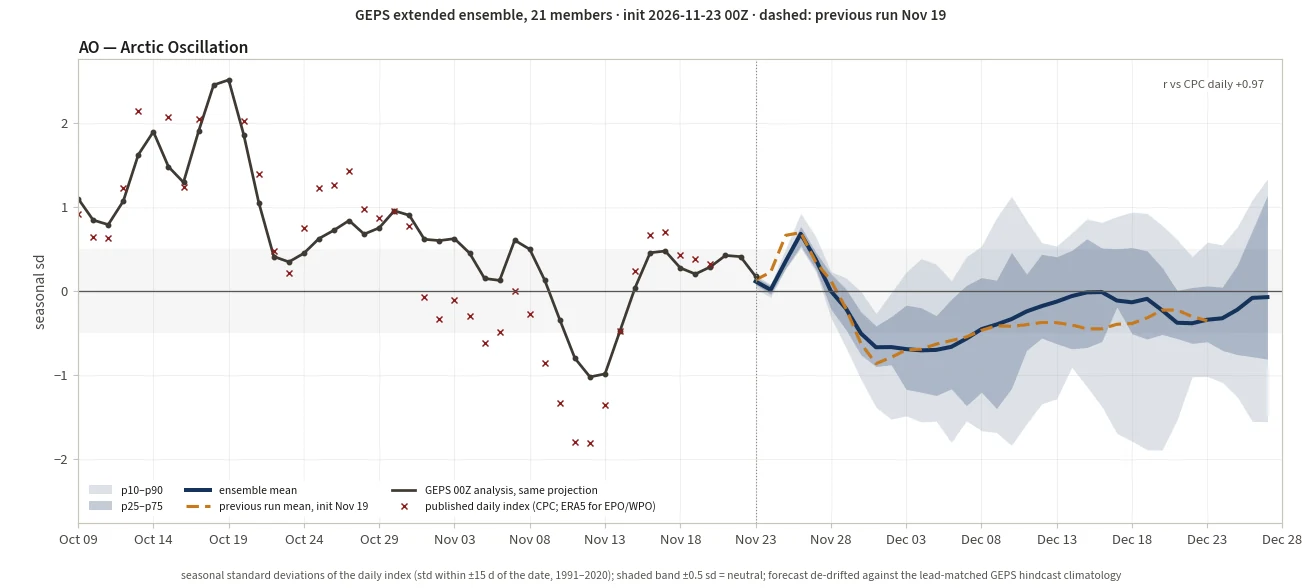 GEPS extended ensemble, 21 members · init 2026-11-23 00Z · dashed: previous run Nov 19
AO — Arctic Oscillation
r vs CPC daily +0.97
seasonal sd
2
1
0
−1
−2
p10–p90
p25–p75
ensemble mean
previous run mean, init Nov 19
GEPS 00Z analysis, same projection
published daily index (CPC; ERA5 for EPO/WPO)
Oct 09 Oct 14 Oct 19 Oct 24 Oct 29 Nov 03 Nov 08 Nov 13 Nov 18 Nov 23 Nov 28 Dec 03 Dec 08 Dec 13 Dec 18 Dec 23 Dec 28
seasonal standard deviations of the daily index (std within ±15 d of the date, 1991–2020); shaded band ±0.5 sd = neutral; forecast de-drifted against the lead-matched GEPS hindcast climatology